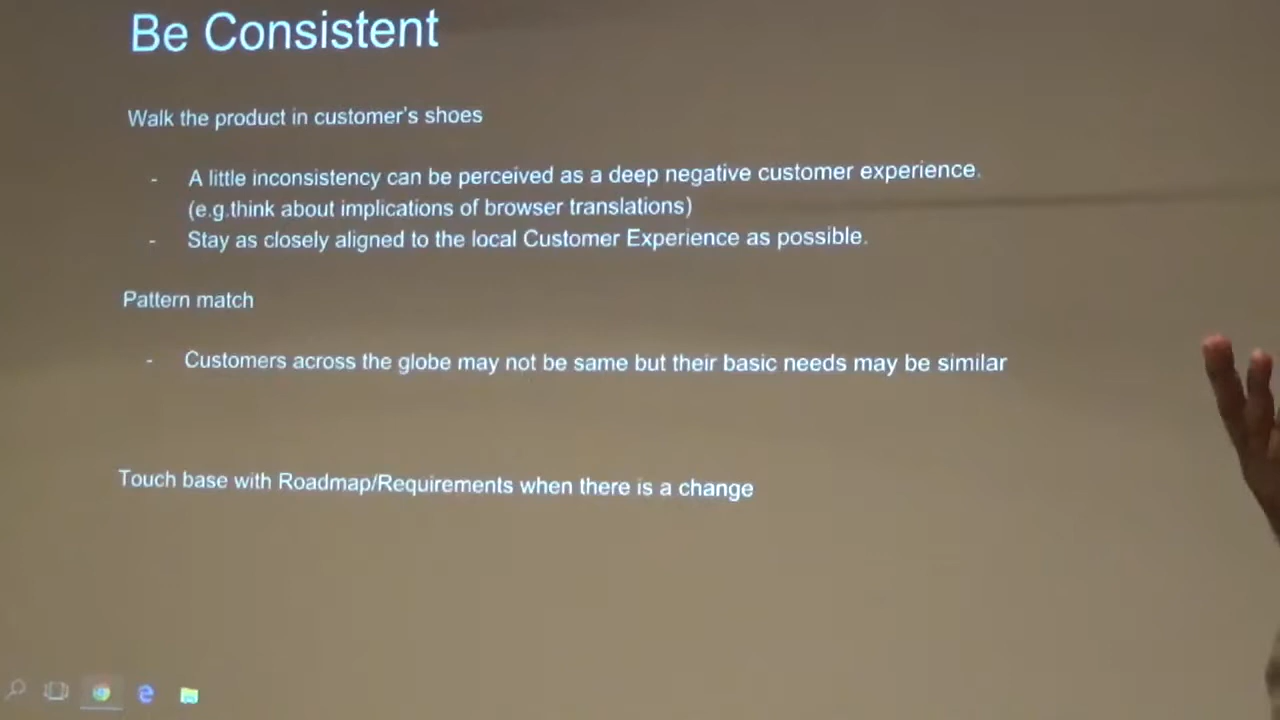 Be Consistent
Walk the product in customer's shoes
- A little inconsistency can be perceived as a deep negative customer experience.
(e.g.think about implications of browser translations)
- Stay as closely aligned to the local Customer Experience as possible.
Pattern match
- Customers across the globe may not be same but their basic needs may be similar
Touch base with Roadmap/Requirements when there is a change